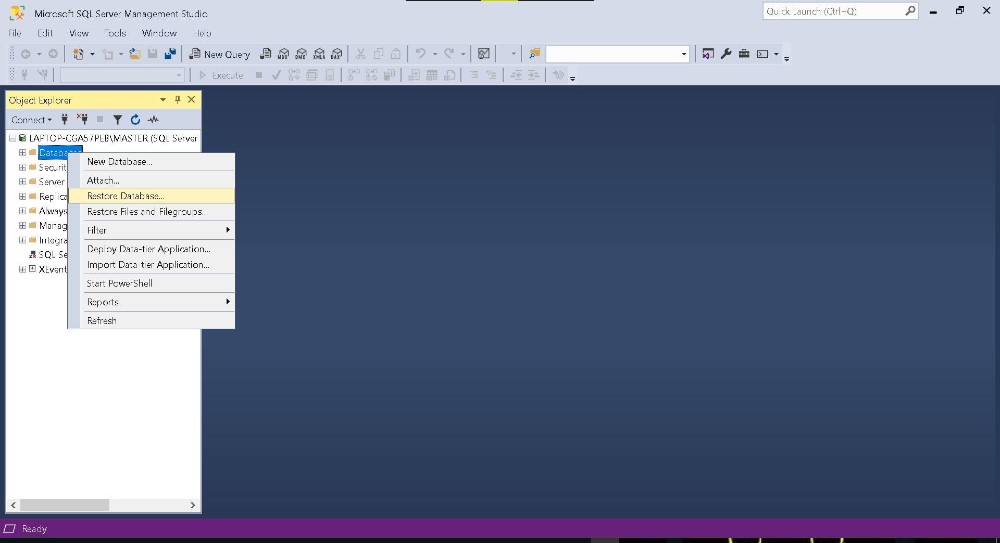 Microsoft SQL Server Management Studio
Quick Launch (Ctrl+Q)
File Edit View Tools Window Help
New Query MDX DMX XMLA DAX
Execute
Object Explorer
Connect
LAPTOP-CGA57PEB\MASTER (SQL Server
Databases
New Database...
Securit
Attach...
Server
Restore Database...
Replica
Restore Files and Filegroups...
Always
Manag
Filter
Integra
Deploy Data-tier Application...
SQL Se
Import Data-tier Application...
XEvent
Start PowerShell
Reports
Refresh
Ready